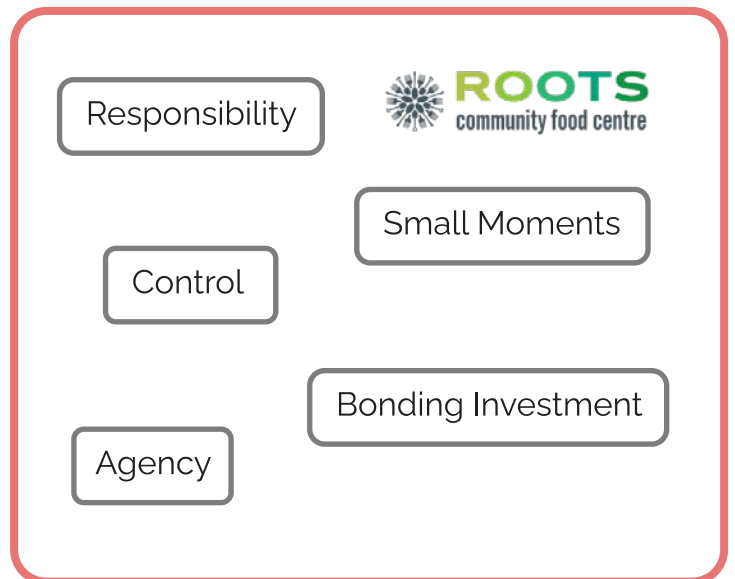 Responsibility
ROOTS
community food centre
Small Moments
Control
Bonding Investment
Agency